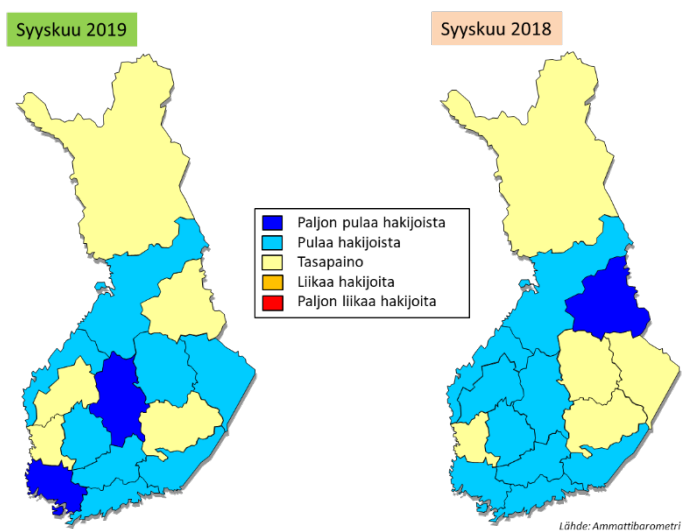 Syyskuu 2019
Syyskuu 2018
Paljon pulaa hakijoista
Pulaa hakijoista
Tasapaino
Liikaa hakijoita
Paljon liikaa hakijoita
Lähde: Ammattibarometri